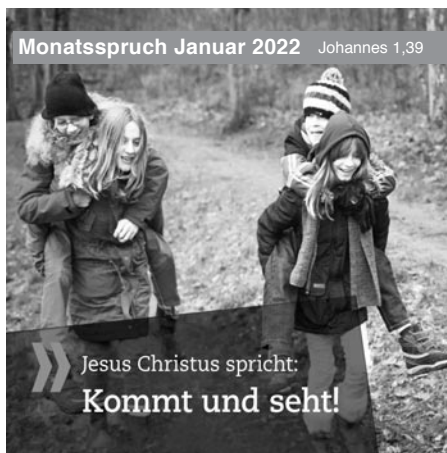 Monatsspruch Januar 2022 Johannes 1,39
Jesus Christus spricht:
Kommt und seht!